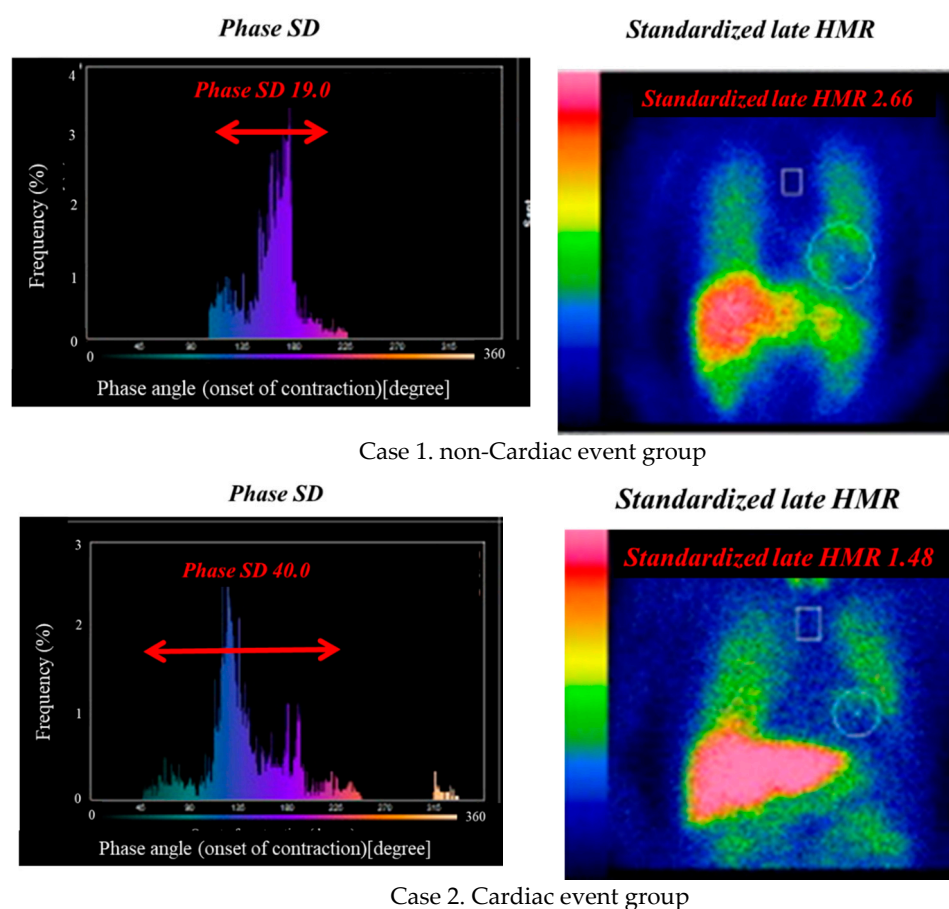 Phase SD
Standardized late HMR
Phase SD 19.0
Standardized late HMR 2.66
Frequency (%)
4
3
2
1
0
0 45 90 135 180 225 270 315 360
Phase angle (onset of contraction)[degree]
Case 1. non-Cardiac event group
Phase SD
Standardized late HMR
Phase SD 40.0
Standardized late HMR 1.48
Frequency (%)
3
2
1
0
45 90 135 180 225 270 315
0 360
Phase angle (onset of contraction)[degree]
Case 2. Cardiac event group